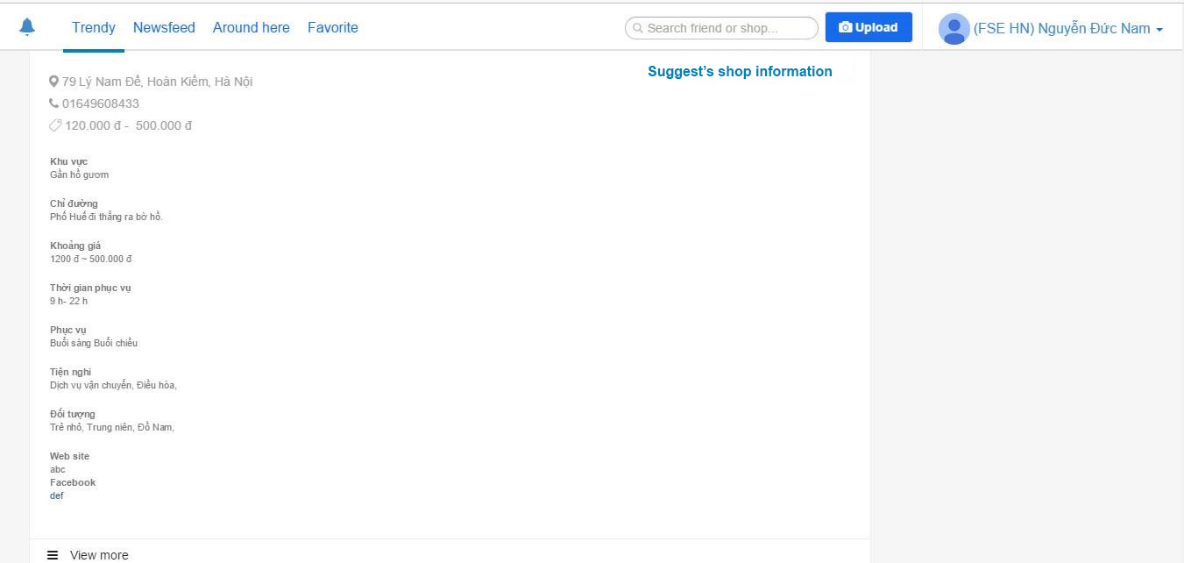 Trendy Newsfeed Around here Favorite Search friend or shop... Upload (FSE HN) Nguyễn Đức Nam
Suggest's shop information
79 Lý Nam Đế, Hoàn Kiếm, Hà Nội
01649608433
120.000 đ - 500.000 đ
Khu vực
Gần hồ gươm
Chỉ đường
Phố Huế đi thẳng ra bờ hồ.
Khoảng giá
1200 đ ~ 500.000 đ
Thời gian phục vụ
9 h- 22 h
Phục vụ
Buổi sáng Buổi chiều
Tiện nghi
Dịch vụ vận chuyển, Điều hòa,
Đối tượng
Trẻ nhỏ, Trung niên, Đồ Nam,
Web site
abc
Facebook
def
View more